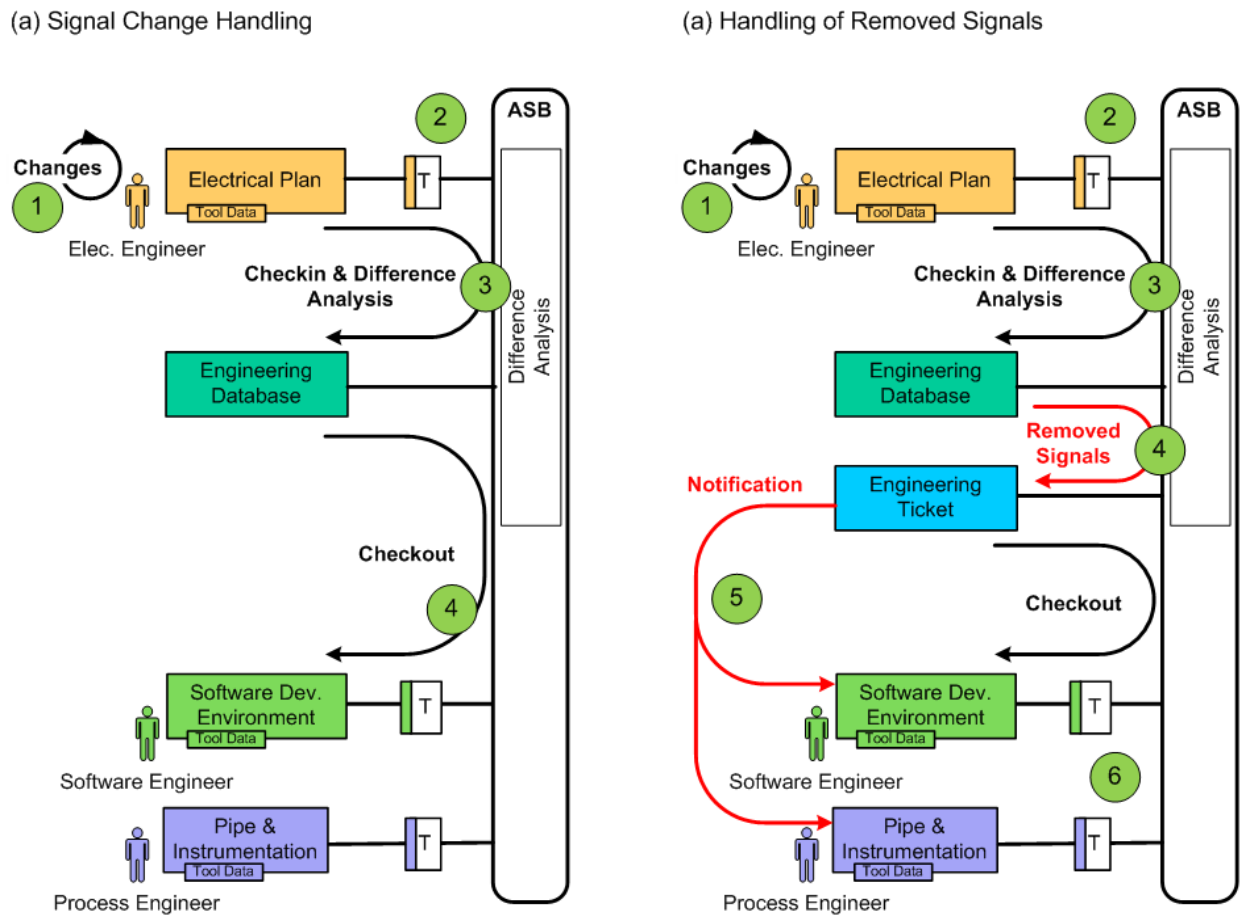 (a) Signal Change Handling
ASB
2
Changes
1
Electrical Plan
Tool Data
T
Elec. Engineer
Checkin & Difference
Analysis
3
Difference
Analysis
Engineering
Database
Checkout
4
Software Dev.
Environment
Tool Data
T
Software Engineer
Pipe &
Instrumentation
Tool Data
T
Process Engineer
(a) Handling of Removed Signals
ASB
2
Changes
1
Electrical Plan
Tool Data
T
Elec. Engineer
Checkin & Difference
Analysis
3
Difference
Analysis
Engineering
Database
Removed
Signals
4
Notification
Engineering
Ticket
5
Checkout
Software Dev.
Environment
Tool Data
T
Software Engineer
6
Pipe &
Instrumentation
Tool Data
T
Process Engineer